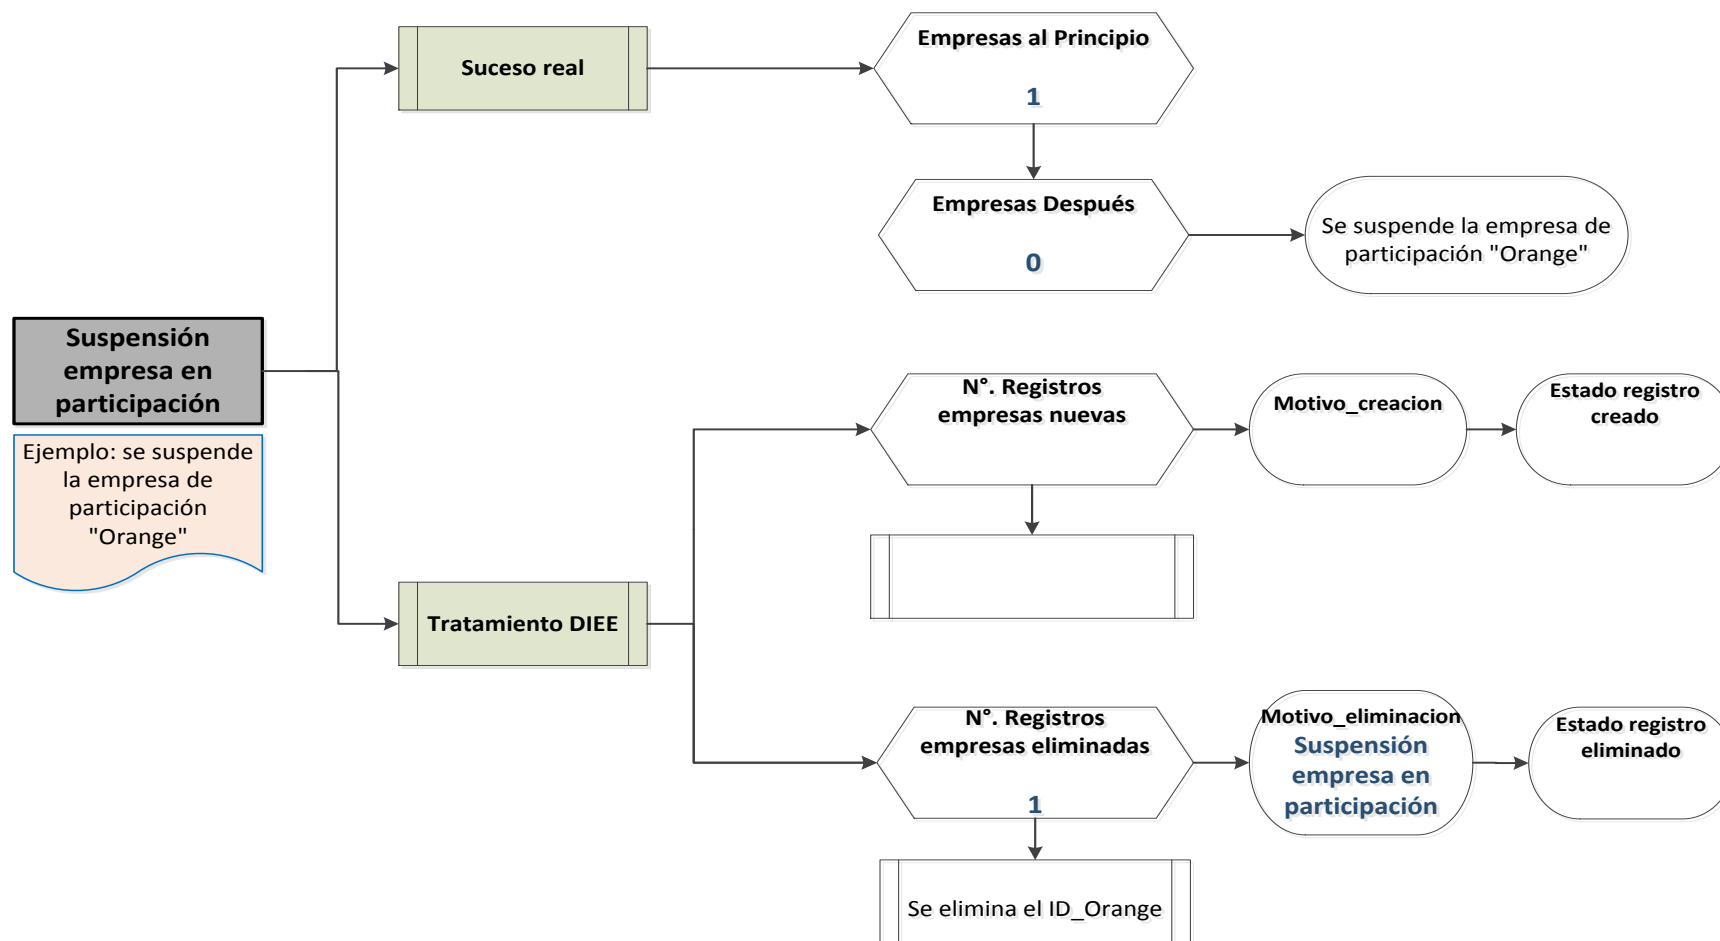 Suceso real
Empresas al Principio
1
Empresas Después
0
Se suspende la empresa de
participación "Orange"
Suspensión
empresa en
participación
Ejemplo: se suspende
la empresa de
participación
"Orange"
N°. Registros
empresas nuevas
Motivo_creacion
Estado registro
creado
Tratamiento DIEE
N°. Registros
empresas eliminadas
1
Motivo_eliminacion
Suspensión
empresa en
participación
Estado registro
eliminado
Se elimina el ID_Orange